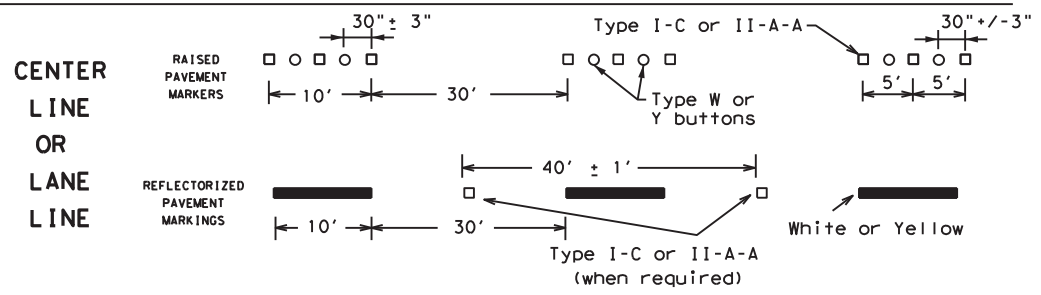 30"± 3"
Type I-C or II-A-A
30"+/-3"
CENTER
LINE
OR
LANE
LINE
RAISED
PAVEMENT
MARKERS
10'
30'
Type W or
Y buttons
5'
5'
40' ± 1'
REFLECTORIZED
PAVEMENT
MARKINGS
10'
30'
Type I-C or II-A-A
(when required)
White or Yellow